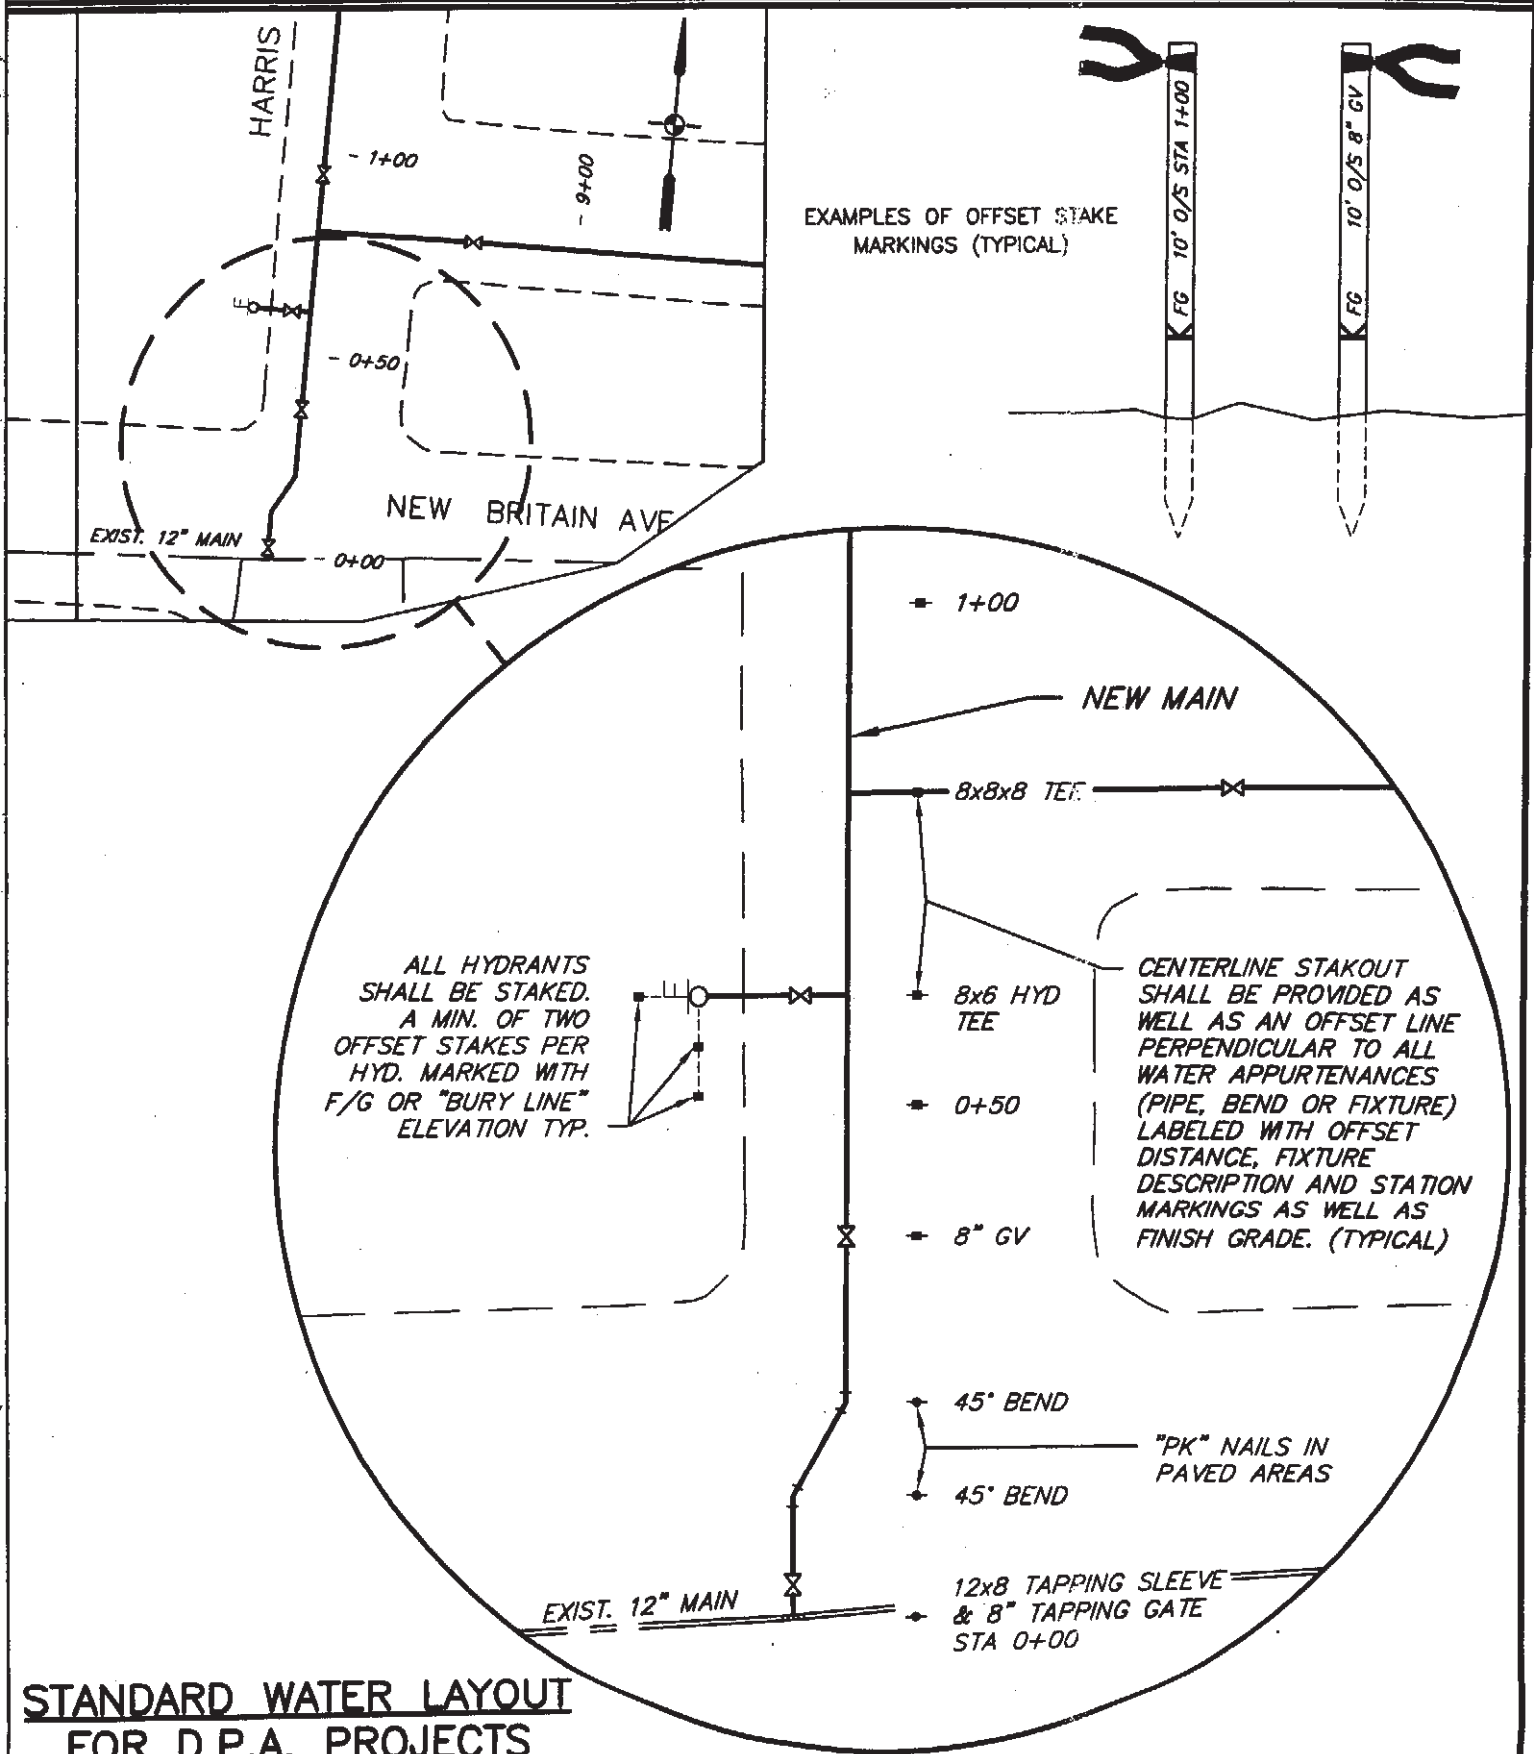 HARRIS
- 1+00
- 9+00
- 0+50
NEW BRITAIN AVE
EXIST. 12" MAIN
- 0+00
EXAMPLES OF OFFSET STAKE
MARKINGS (TYPICAL)
FG 10' O/S STA 1+00
FG 10' O/S 8" GV
1+00
NEW MAIN
8x8x8 TEE
ALL HYDRANTS
SHALL BE STAKED.
A MIN. OF TWO
OFFSET STAKES PER
HYD. MARKED WITH
F/G OR "BURY LINE"
ELEVATION TYP.
8x6 HYD
TEE
0+50
8" GV
CENTERLINE STAKOUT
SHALL BE PROVIDED AS
WELL AS AN OFFSET LINE
PERPENDICULAR TO ALL
WATER APPURTENANCES
(PIPE, BEND OR FIXTURE)
LABELED WITH OFFSET
DISTANCE, FIXTURE
DESCRIPTION AND STATION
MARKINGS AS WELL AS
FINISH GRADE. (TYPICAL)
45° BEND
"PK" NAILS IN
PAVED AREAS
45° BEND
EXIST. 12" MAIN
12x8 TAPPING SLEEVE
& 8" TAPPING GATE
STA 0+00
STANDARD WATER LAYOUT
FOR D.P.A. PROJECTS